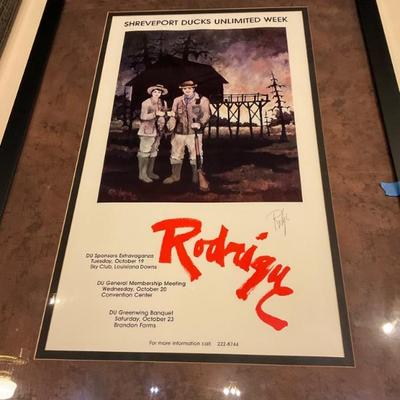 SHREVEPORT DUCKS UNLIMITED WEEK
Rodrigue
DU Sponsors Extravaganza
Tuesday, October 19
Sky Club, Louisiana Downs
DU General Membership Meeting
Wednesday, October 20
Convention Center
DU Greenwing Banquet
Saturday, October 23
Brandon Farms
For more information call: 222-8744